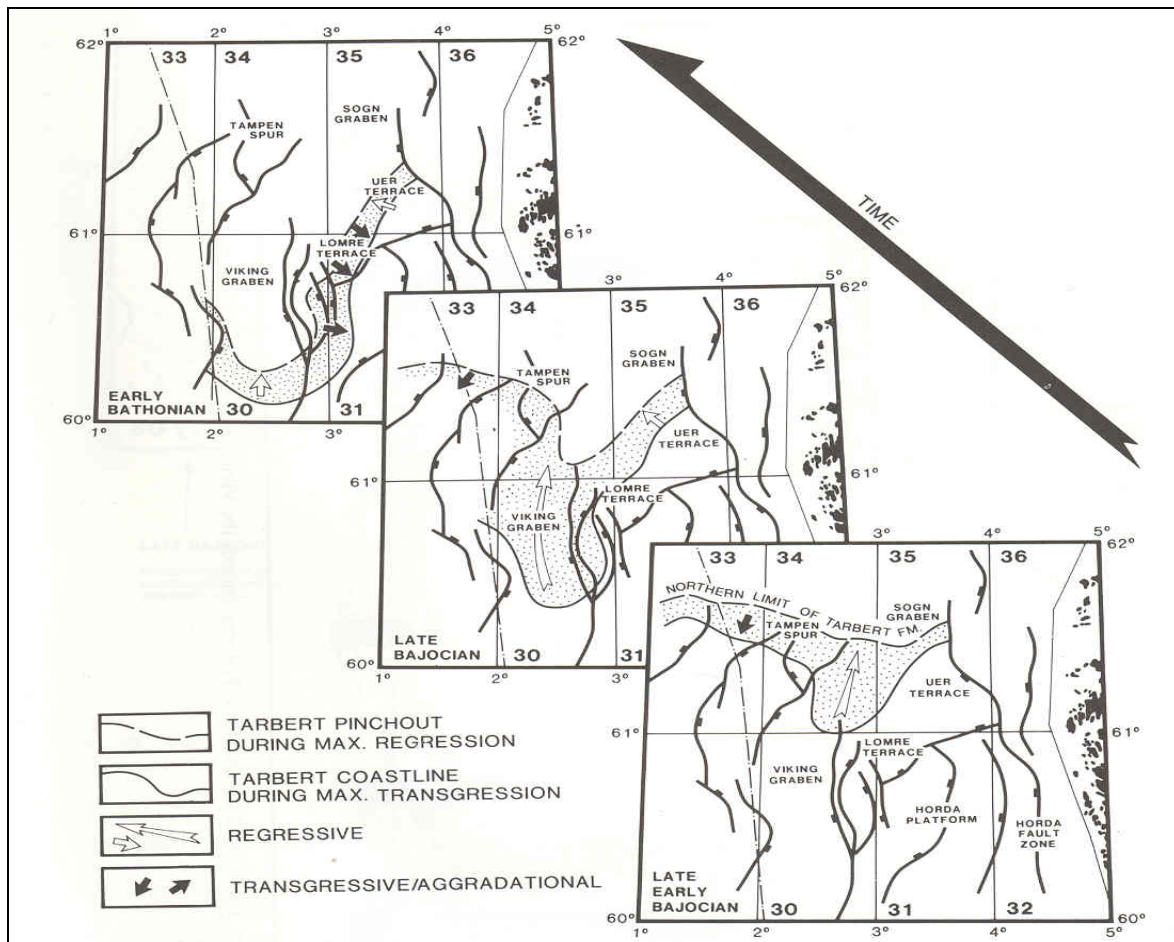 1° 2° 3° 4° 5°
62° 62°
33 34 35 36
SOGN
GRABEN
TAMPEN
SPUR
UER
TERRACE
61° 61°
LOMRE
TERRACE
VIKING
GRABEN
EARLY
BATHONIAN
30 31
60°
1° 2° 3°
TIME
3° 4° 5°
62°
33 34 35 36
SOGN
GRABEN
TAMPEN
SPUR
UER
TERRACE
61° 61°
LOMRE
TERRACE
VIKING
GRABEN
LATE
BAJOCIAN
30 31
60°
1° 2° 3°
3° 4° 5°
62°
33 34 35 36
NORTHERN LIMIT OF TARBERT FM.
SOGN
GRABEN
TAMPEN
SPUR
UER
TERRACE
61° 61°
LOMRE
TERRACE
VIKING
GRABEN
HORDA
PLATFORM
HORDA
FAULT
ZONE
LATE
EARLY
BAJOCIAN
30 31 32
60° 60°
1° 2° 3° 4° 5°
TARBERT PINCHOUT
DURING MAX. REGRESSION
TARBERT COASTLINE
DURING MAX. TRANSGRESSION
REGRESSIVE
TRANSGRESSIVE/AGGRADATIONAL